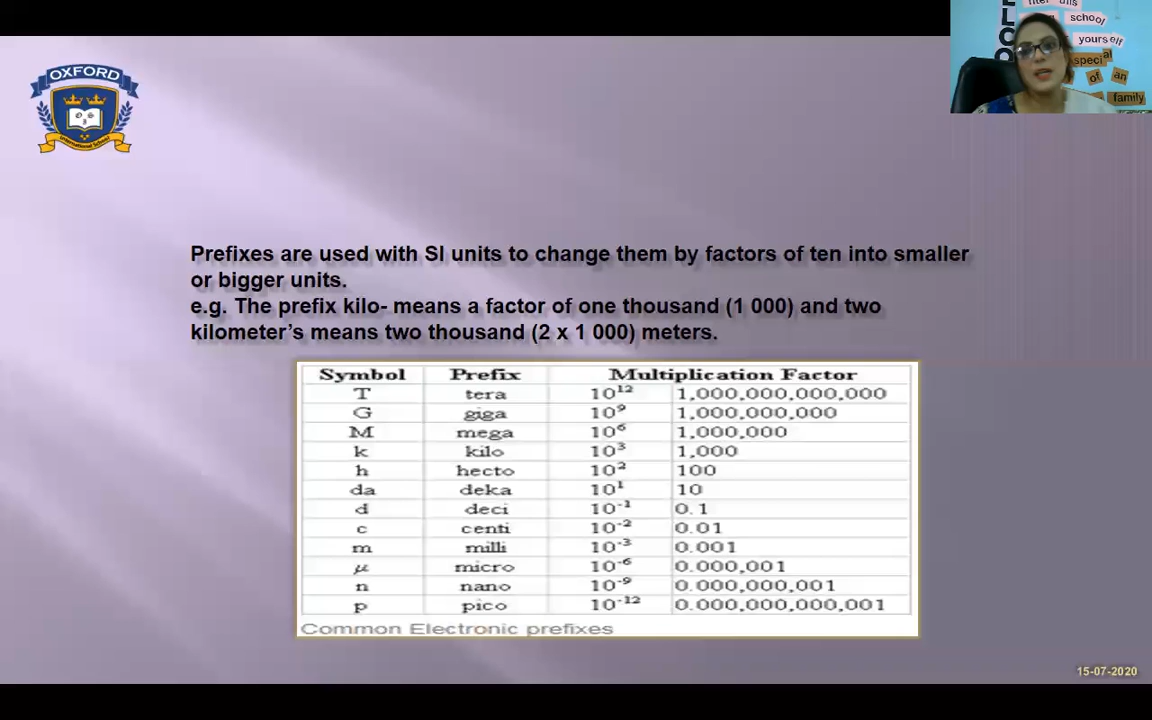 OXFORD
International School
school
yourself
special
of an
family
Prefixes are used with SI units to change them by factors of ten into smaller
or bigger units.
e.g. The prefix kilo- means a factor of one thousand (1 000) and two
kilometer’s means two thousand (2 x 1 000) meters.
Symbol Prefix Multiplication Factor
T tera 10¹² 1,000,000,000,000
G giga 10⁹ 1,000,000,000
M mega 10⁶ 1,000,000
k kilo 10³ 1,000
h hecto 10² 100
da deka 10¹ 10
d deci 10⁻¹ 0.1
c centi 10⁻² 0.01
m milli 10⁻³ 0.001
μ micro 10⁻⁶ 0.000,001
n nano 10⁻⁹ 0.000,000,001
p pico 10⁻¹² 0.000,000,000,001
Common Electronic prefixes
15-07-2020